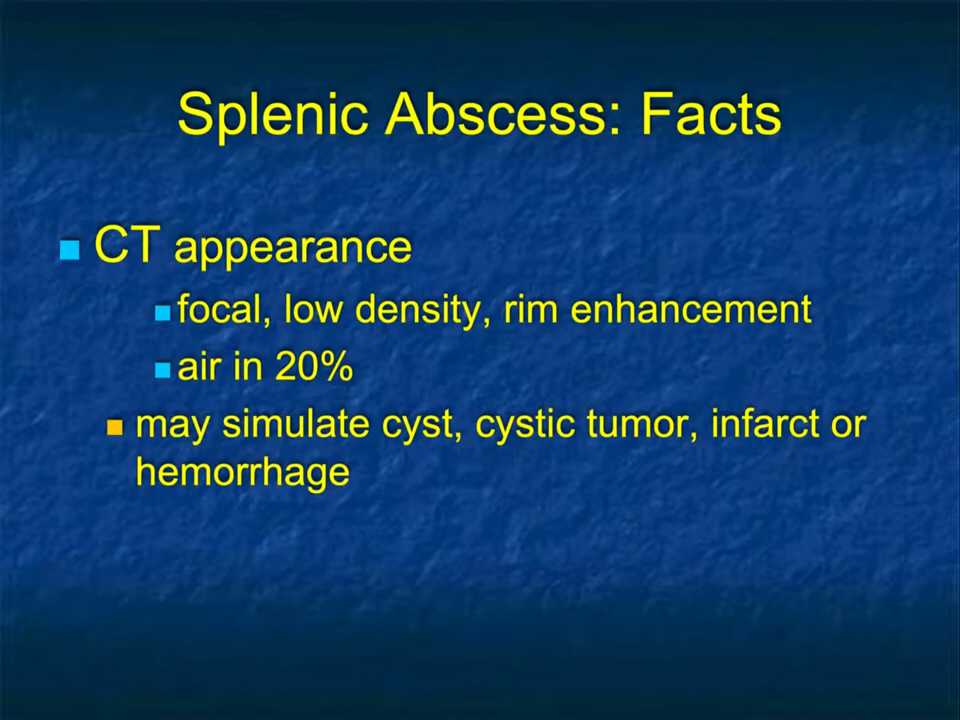 Splenic Abscess: Facts
CT appearance
focal, low density, rim enhancement
air in 20%
may simulate cyst, cystic tumor, infarct or
hemorrhage